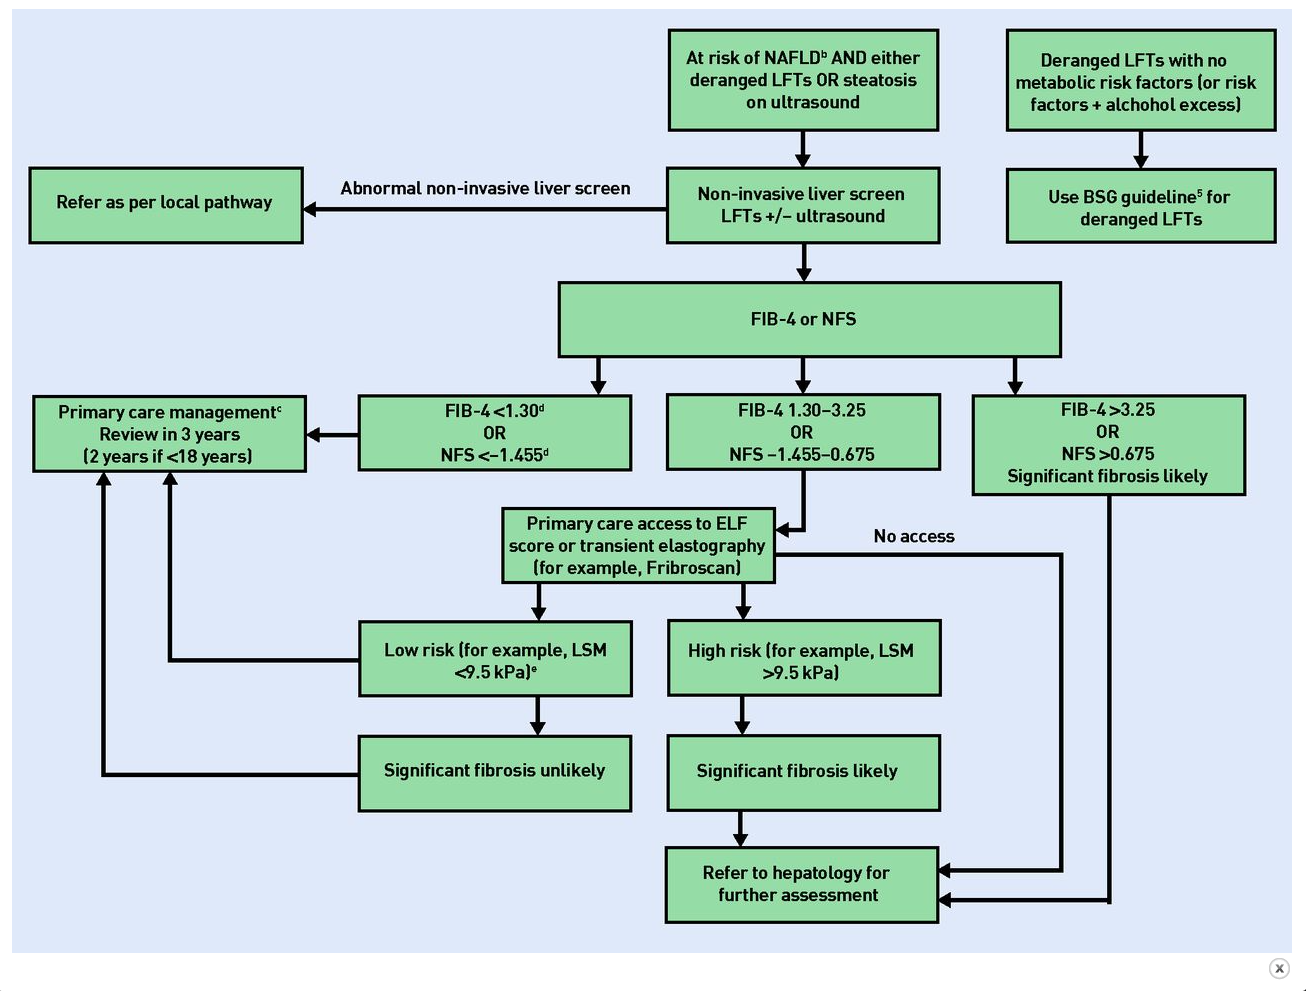 At risk of NAFLDᵇ AND either
deranged LFTs OR steatosis
on ultrasound
Deranged LFTs with no
metabolic risk factors (or risk
factors + alchohol excess)
Refer as per local pathway
Abnormal non-invasive liver screen
Non-invasive liver screen
LFTs +/− ultrasound
Use BSG guideline⁵ for
deranged LFTs
FIB-4 or NFS
Primary care managementᶜ
Review in 3 years
(2 years if <18 years)
FIB-4 <1.30ᵈ
OR
NFS <−1.455ᵈ
FIB-4 1.30–3.25
OR
NFS −1.455–0.675
FIB-4 >3.25
OR
NFS >0.675
Significant fibrosis likely
Primary care access to ELF
score or transient elastography
(for example, Fribroscan)
No access
Low risk (for example, LSM
<9.5 kPa)ᵉ
High risk (for example, LSM
>9.5 kPa)
Significant fibrosis unlikely
Significant fibrosis likely
Refer to hepatology for
further assessment
x